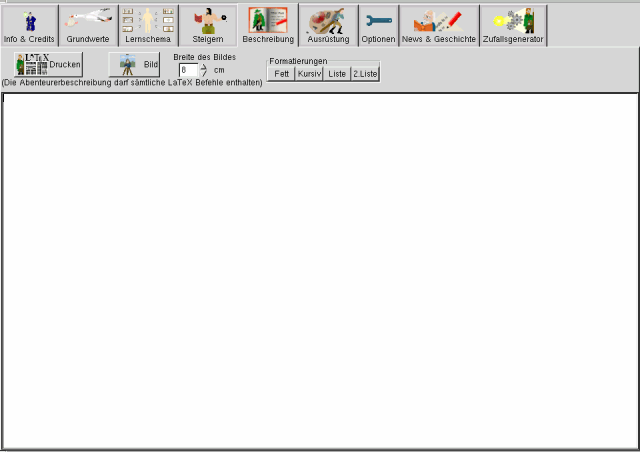 Info & Credits
Grundwerte
Lernschema
Steigern
Beschreibung
Ausrüstung
Optionen
News & Geschichte
Zufallsgenerator
LaTeX Drucken
Bild
Breite des Bildes
8 cm
Formatierungen
Fett Kursiv Liste 2.Liste
(Die Abenteurerbeschreibung darf sämtliche LaTeX Befehle enthalten)